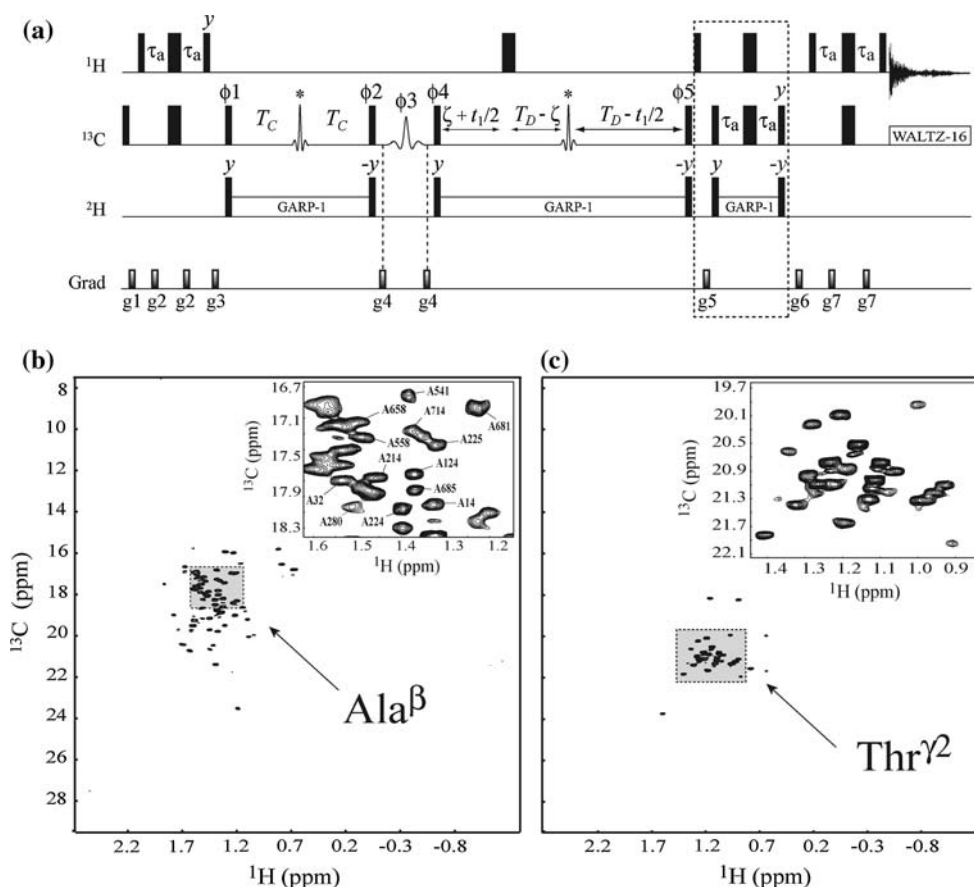 (a)
y
¹H τa τa τa τa
ϕ1 * ϕ2 ϕ3 ϕ4 ζ + t₁/2 T_D − ζ * T_D − t₁/2 ϕ5 y
¹³C T_C T_C τa τa WALTZ-16
y -y y -y y -y
²H GARP-1 GARP-1 GARP-1
Grad
g1 g2 g2 g3 g4 g4 g5 g6 g7 g7
(b)
8
10
12
14
16
18
20
22
24
26
28
¹³C (ppm)
2.2 1.7 1.2 0.7 0.2 -0.3 -0.8
¹H (ppm)
Alaβ
16.7
17.1
17.5
17.9
18.3
¹³C (ppm)
A541
A658
A714
A681
A558
A225
A214
A124
A32
A685
A14
A280
A224
1.6 1.5 1.4 1.3 1.2
¹H (ppm)
(c)
2.2 1.7 1.2 0.7 0.2 -0.3 -0.8
¹H (ppm)
Thrγ2
19.7
20.1
20.5
20.9
21.3
21.7
22.1
¹³C (ppm)
1.4 1.3 1.2 1.1 1.0 0.9
¹H (ppm)